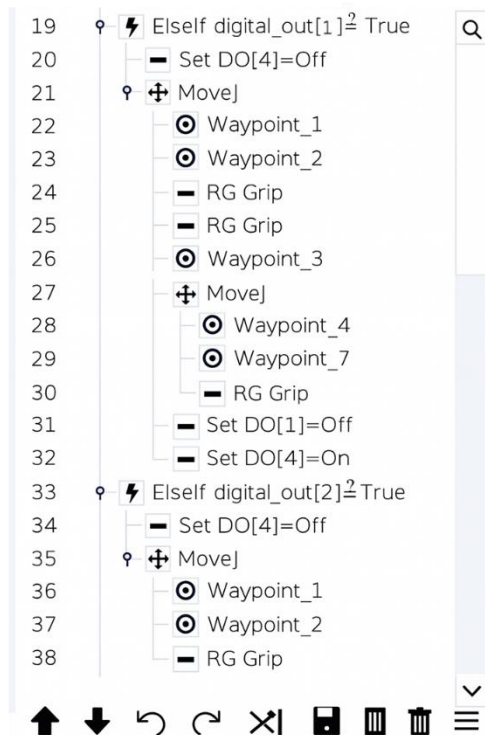 19 ElseIf digital_out[1]≟ True
20 Set DO[4]=Off
21 MoveJ
22 Waypoint_1
23 Waypoint_2
24 RG Grip
25 RG Grip
26 Waypoint_3
27 MoveJ
28 Waypoint_4
29 Waypoint_7
30 RG Grip
31 Set DO[1]=Off
32 Set DO[4]=On
33 ElseIf digital_out[2]≟ True
34 Set DO[4]=Off
35 MoveJ
36 Waypoint_1
37 Waypoint_2
38 RG Grip